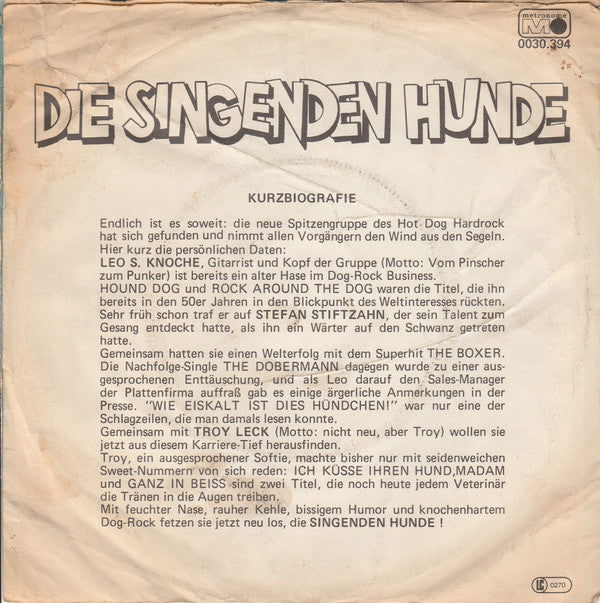 metronome
M
0030.394
DIE SINGENDEN HUNDE
KURZBIOGRAFIE
Endlich ist es soweit: die neue Spitzengruppe des Hot Dog Hardrock
hat sich gefunden und nimmt allen Vorgängern den Wind aus den Segeln.
Hier kurz die persönlichen Daten:
LEO S. KNOCHE, Gitarrist und Kopf der Gruppe (Motto: Vom Pinscher
zum Punker) ist bereits ein alter Hase im Dog-Rock Business.
HOUND DOG und ROCK AROUND THE DOG waren die Titel, die ihn
bereits in den 50er Jahren in den Blickpunkt des Weltinteresses rückten.
Sehr früh schon traf er auf STEFAN STIFTZAHN, der sein Talent zum
Gesang entdeckt hatte, als ihn ein Wärter auf den Schwanz getreten
hatte.
Gemeinsam hatten sie einen Welterfolg mit dem Superhit THE BOXER.
Die Nachfolge-Single THE DOBERMANN dagegen wurde zu einer aus-
gesprochenen Enttäuschung, und als Leo darauf den Sales-Manager
der Plattenfirma auffraß gab es einige ärgerliche Anmerkungen in der
Presse. "WIE EISKALT IST DIES HÜNDCHEN!" war nur eine der
Schlagzeilen, die man damals lesen konnte.
Gemeinsam mit TROY LECK (Motto: nicht neu, aber Troy) wollen sie
jetzt aus diesem Karriere-Tief herausfinden.
Troy, ein ausgesprochener Softie, machte bisher nur mit seidenweichen
Sweet-Nummern von sich reden: ICH KÜSSE IHREN HUND,MADAM
und GANZ IN BEISS sind zwei Titel, die noch heute jedem Veterinär
die Tränen in die Augen treiben.
Mit feuchter Nase, rauher Kehle, bissigem Humor und knochenhartem
Dog-Rock fetzen sie jetzt neu los, die SINGENDEN HUNDE !
LC 0270